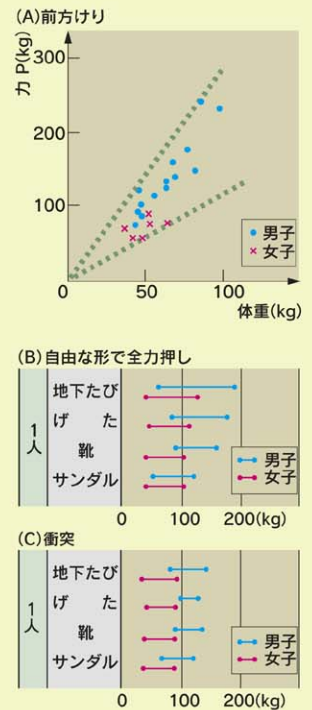 (A)前方けり
力 P(kg)
300
200
100
男子
女子
0
50
100
体重(kg)
(B)自由な形で全力押し
1人
地下たび
げた
靴
サンダル
男子
女子
0
100
200(kg)
(C)衝突
1人
地下たび
げた
靴
サンダル
男子
女子
0
100
200(kg)